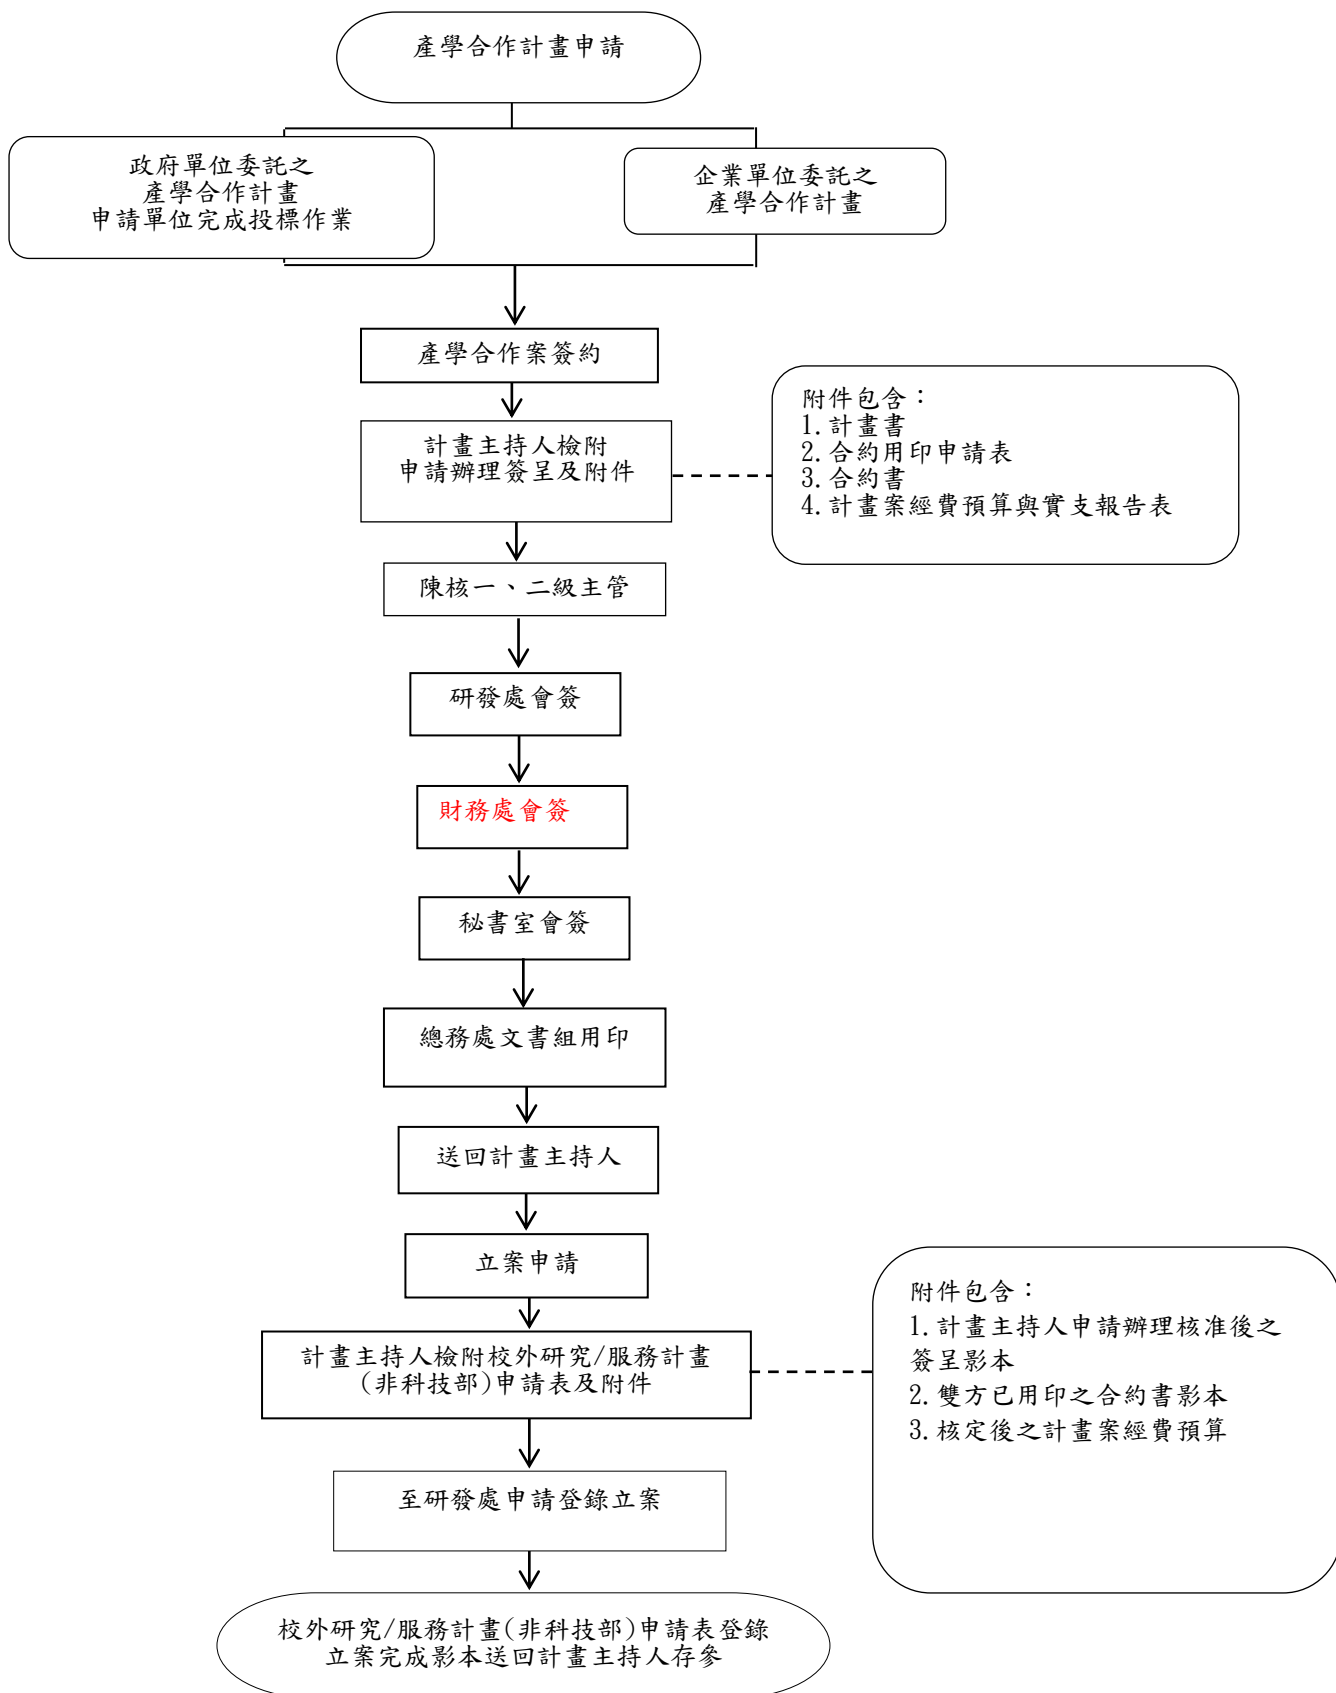 產學合作計畫申請
政府單位委託之
產學合作計畫
申請單位完成投標作業
企業單位委託之
產學合作計畫
產學合作案簽約
計畫主持人檢附
申請辦理簽呈及附件
附件包含：
1.計畫書
2.合約用印申請表
3.合約書
4.計畫案經費預算與實支報告表
陳核一、二級主管
研發處會簽
財務處會簽
秘書室會簽
總務處文書組用印
送回計畫主持人
立案申請
計畫主持人檢附校外研究/服務計畫
(非科技部)申請表及附件
附件包含：
1.計畫主持人申請辦理核准後之
簽呈影本
2.雙方已用印之合約書影本
3.核定後之計畫案經費預算
至研發處申請登錄立案
校外研究/服務計畫(非科技部)申請表登錄
立案完成影本送回計畫主持人存參